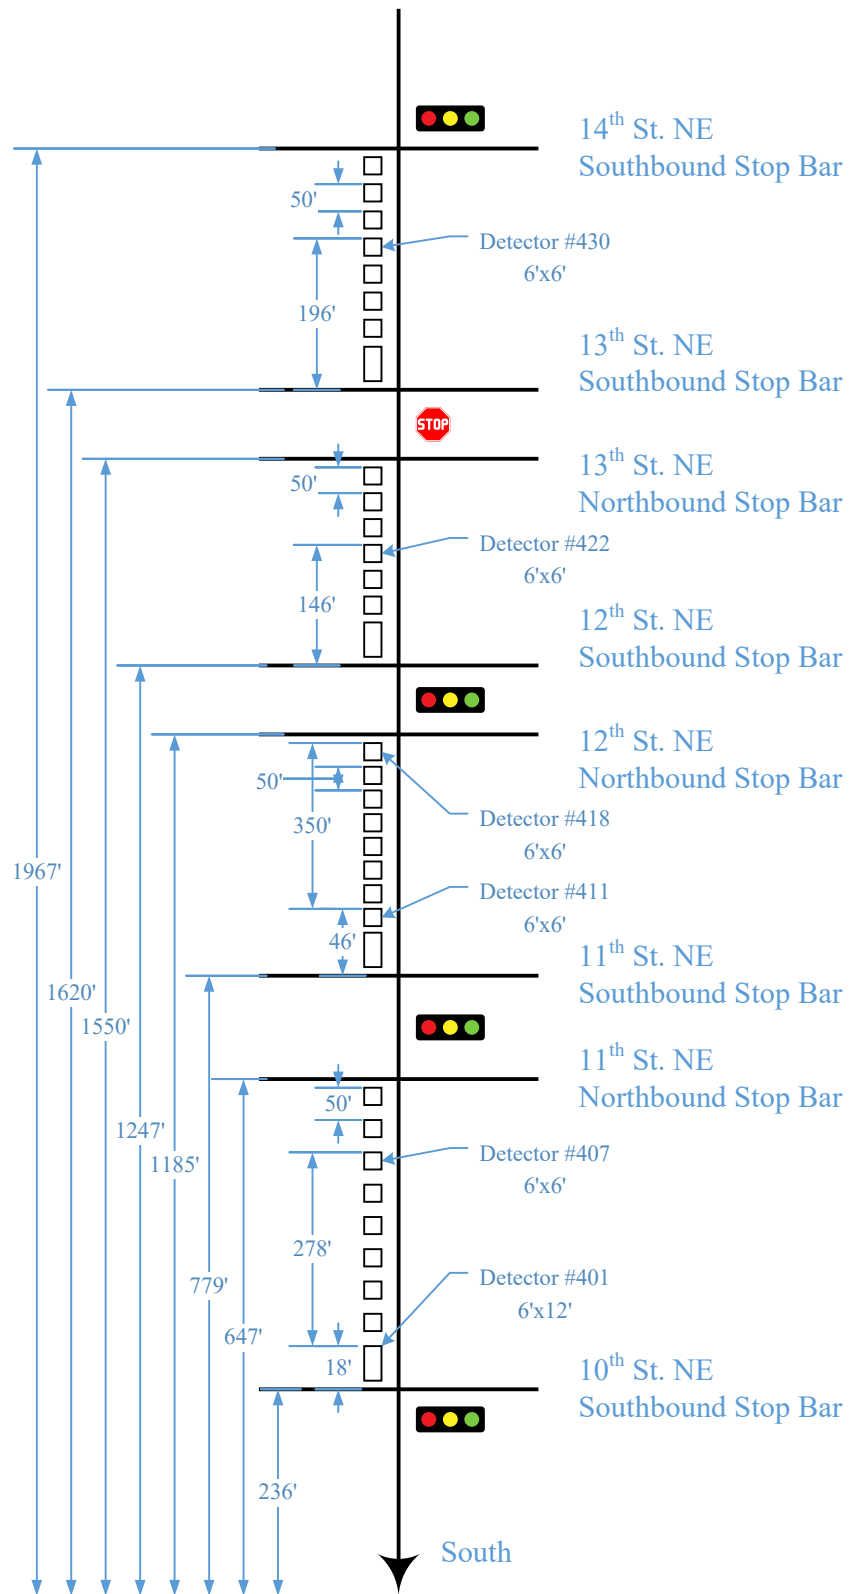 14th St. NE
Southbound Stop Bar
50'
Detector #430
6'x6'
196'
13th St. NE
Southbound Stop Bar
STOP
13th St. NE
Northbound Stop Bar
50'
Detector #422
6'x6'
146'
12th St. NE
Southbound Stop Bar
12th St. NE
Northbound Stop Bar
50'
350'
Detector #418
6'x6'
1967'
Detector #411
6'x6'
46'
11th St. NE
Southbound Stop Bar
1620'
1550'
11th St. NE
Northbound Stop Bar
50'
1247'
1185'
Detector #407
6'x6'
278'
779'
Detector #401
6'x12'
647'
18'
10th St. NE
Southbound Stop Bar
236'
South